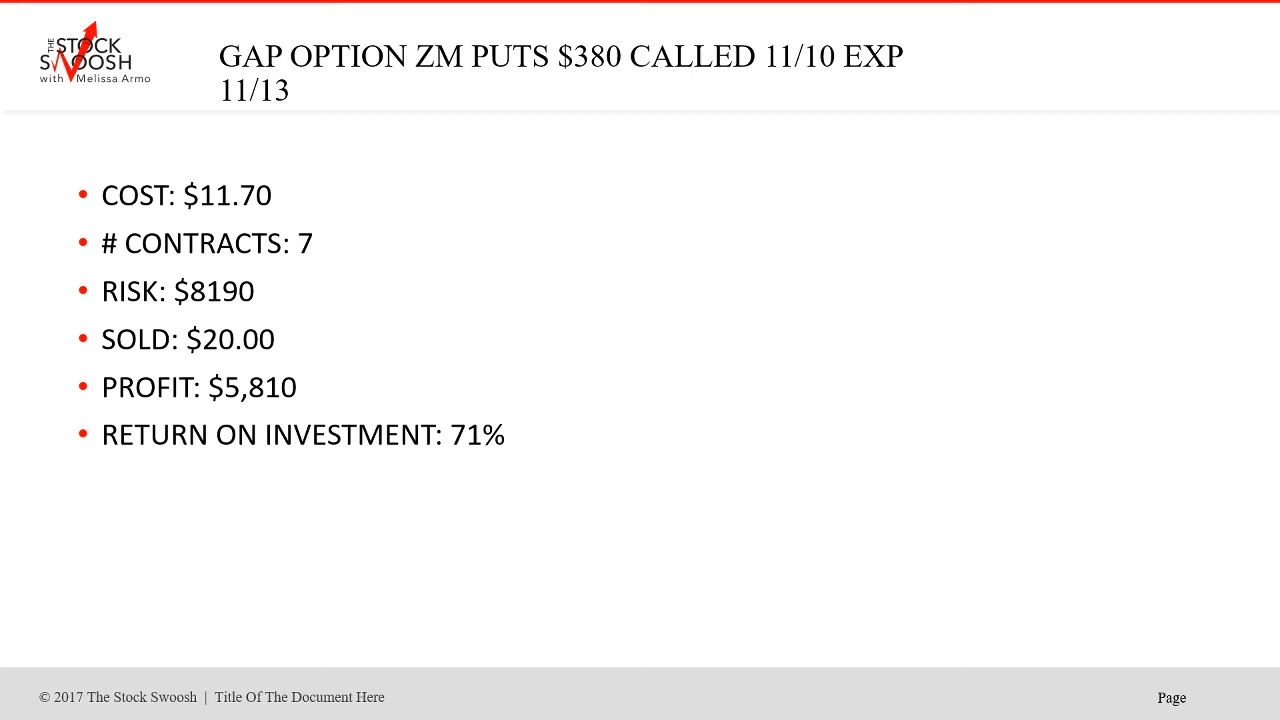 THE STOCK
SWOOSH
with Melissa Armo
GAP OPTION ZM PUTS $380 CALLED 11/10 EXP
11/13
• COST: $11.70
• # CONTRACTS: 7
• RISK: $8190
• SOLD: $20.00
• PROFIT: $5,810
• RETURN ON INVESTMENT: 71%
© 2017 The Stock Swoosh | Title Of The Document Here
Page